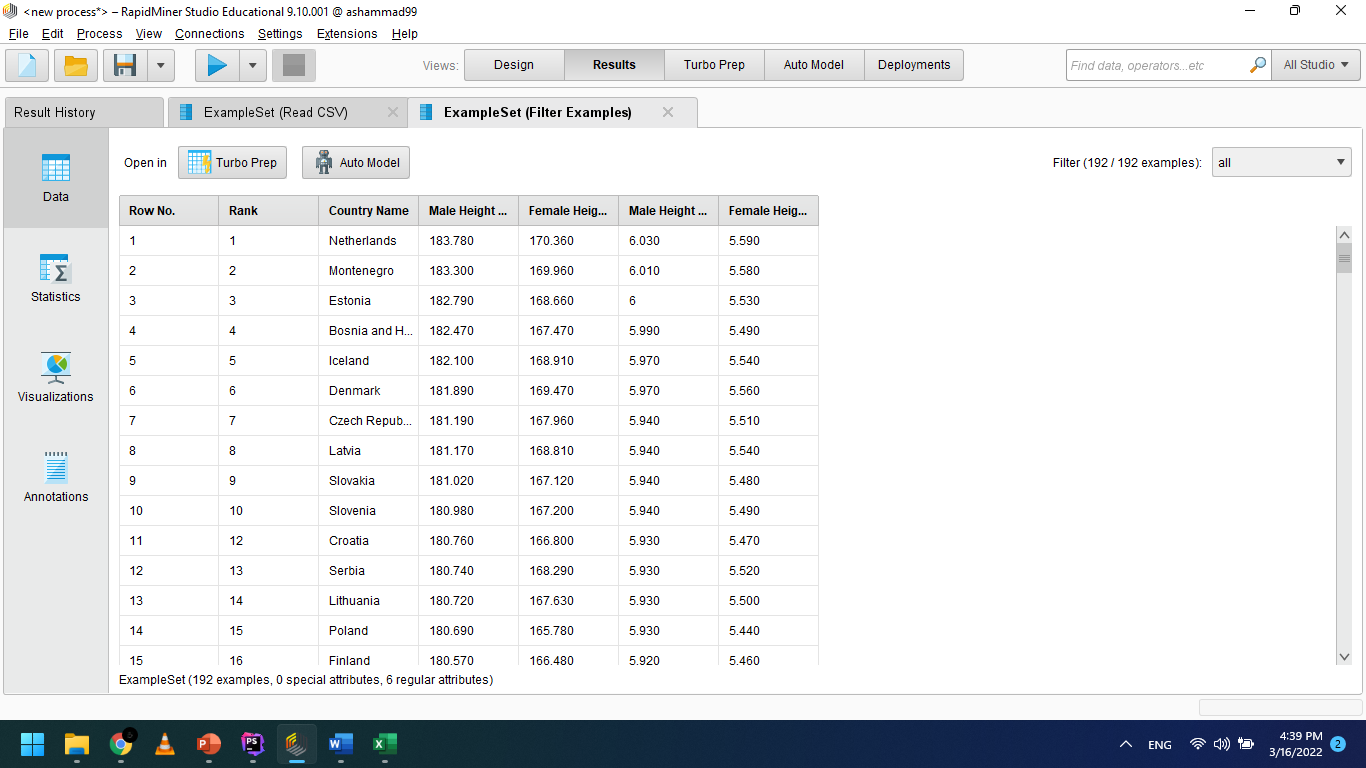 <new process*> – RapidMiner Studio Educational 9.10.001 @ ashammad99
File Edit Process View Connections Settings Extensions Help
Views: Design Results Turbo Prep Auto Model Deployments Find data, operators...etc All Studio
Result History ExampleSet (Read CSV) ExampleSet (Filter Examples)
Open in Turbo Prep Auto Model Filter (192 / 192 examples): all
Data
Statistics
Visualizations
Annotations
Row No. Rank Country Name Male Height ... Female Heig... Male Height ... Female Heig...
1 1 Netherlands 183.780 170.360 6.030 5.590
2 2 Montenegro 183.300 169.960 6.010 5.580
3 3 Estonia 182.790 168.660 6 5.530
4 4 Bosnia and H... 182.470 167.470 5.990 5.490
5 5 Iceland 182.100 168.910 5.970 5.540
6 6 Denmark 181.890 169.470 5.970 5.560
7 7 Czech Repub... 181.190 167.960 5.940 5.510
8 8 Latvia 181.170 168.810 5.940 5.540
9 9 Slovakia 181.020 167.120 5.940 5.480
10 10 Slovenia 180.980 167.200 5.940 5.490
11 12 Croatia 180.760 166.800 5.930 5.470
12 13 Serbia 180.740 168.290 5.930 5.520
13 14 Lithuania 180.720 167.630 5.930 5.500
14 15 Poland 180.690 165.780 5.930 5.440
15 16 Finland 180.570 166.480 5.920 5.460
ExampleSet (192 examples, 0 special attributes, 6 regular attributes)
P PS W X ENG 4:39 PM
3/16/2022 2